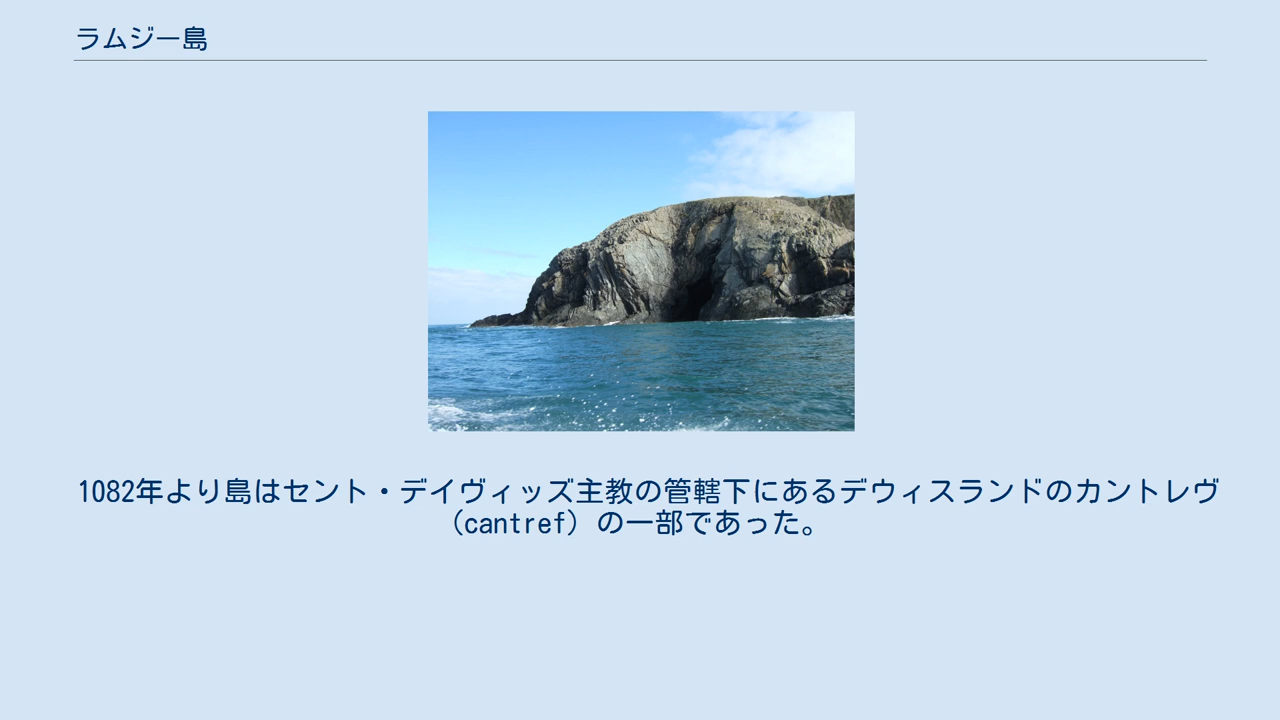 ラムジー島
1082年より島はセント・デイヴィッズ主教の管轄下にあるデウィスランドのカントレヴ
（cantref）の一部であった。